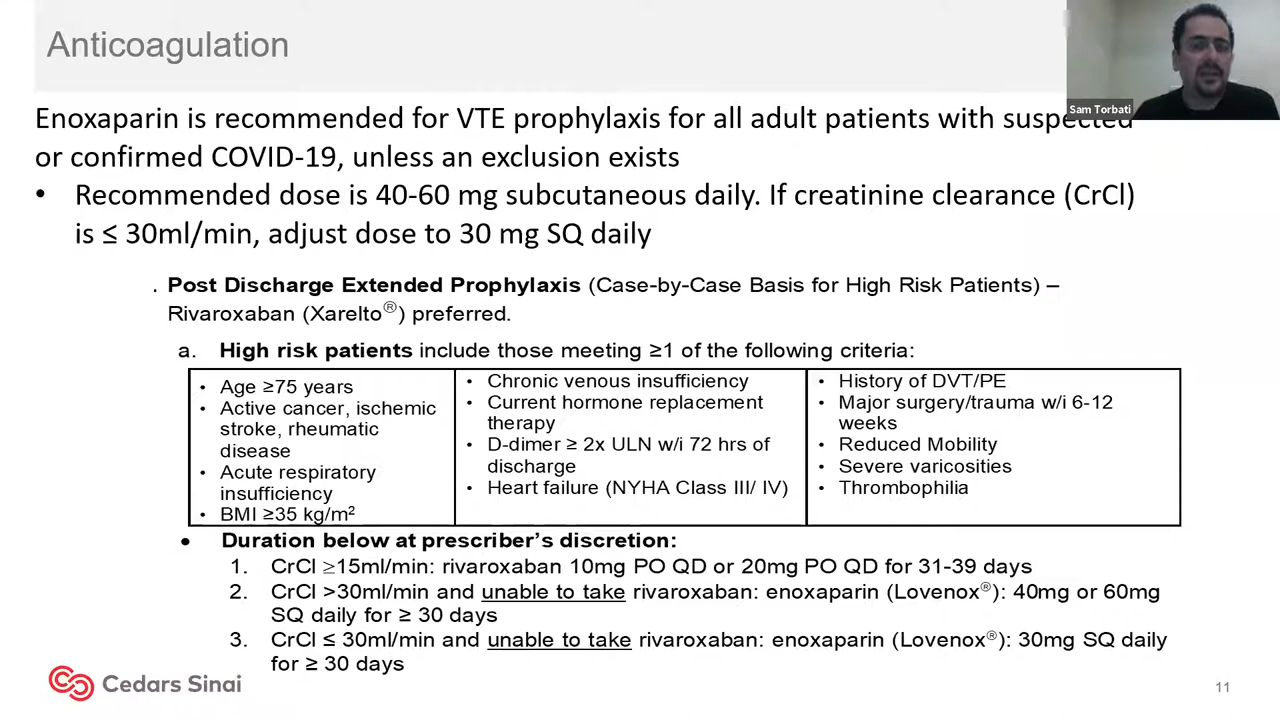 Anticoagulation
Sam Torbati
Enoxaparin is recommended for VTE prophylaxis for all adult patients with suspected
or confirmed COVID-19, unless an exclusion exists
• Recommended dose is 40-60 mg subcutaneous daily. If creatinine clearance (CrCl)
is ≤ 30ml/min, adjust dose to 30 mg SQ daily
. Post Discharge Extended Prophylaxis (Case-by-Case Basis for High Risk Patients) –
Rivaroxaban (Xarelto®) preferred.
a. High risk patients include those meeting ≥1 of the following criteria:
• Age ≥75 years
• Active cancer, ischemic
stroke, rheumatic
disease
• Acute respiratory
insufficiency
• BMI ≥35 kg/m²
• Chronic venous insufficiency
• Current hormone replacement
therapy
• D-dimer ≥ 2x ULN w/i 72 hrs of
discharge
• Heart failure (NYHA Class III/ IV)
• History of DVT/PE
• Major surgery/trauma w/i 6-12
weeks
• Reduced Mobility
• Severe varicosities
• Thrombophilia
• Duration below at prescriber's discretion:
1. CrCl ≥15ml/min: rivaroxaban 10mg PO QD or 20mg PO QD for 31-39 days
2. CrCl >30ml/min and unable to take rivaroxaban: enoxaparin (Lovenox®): 40mg or 60mg
SQ daily for ≥ 30 days
3. CrCl ≤ 30ml/min and unable to take rivaroxaban: enoxaparin (Lovenox®): 30mg SQ daily
for ≥ 30 days
Cedars Sinai
11